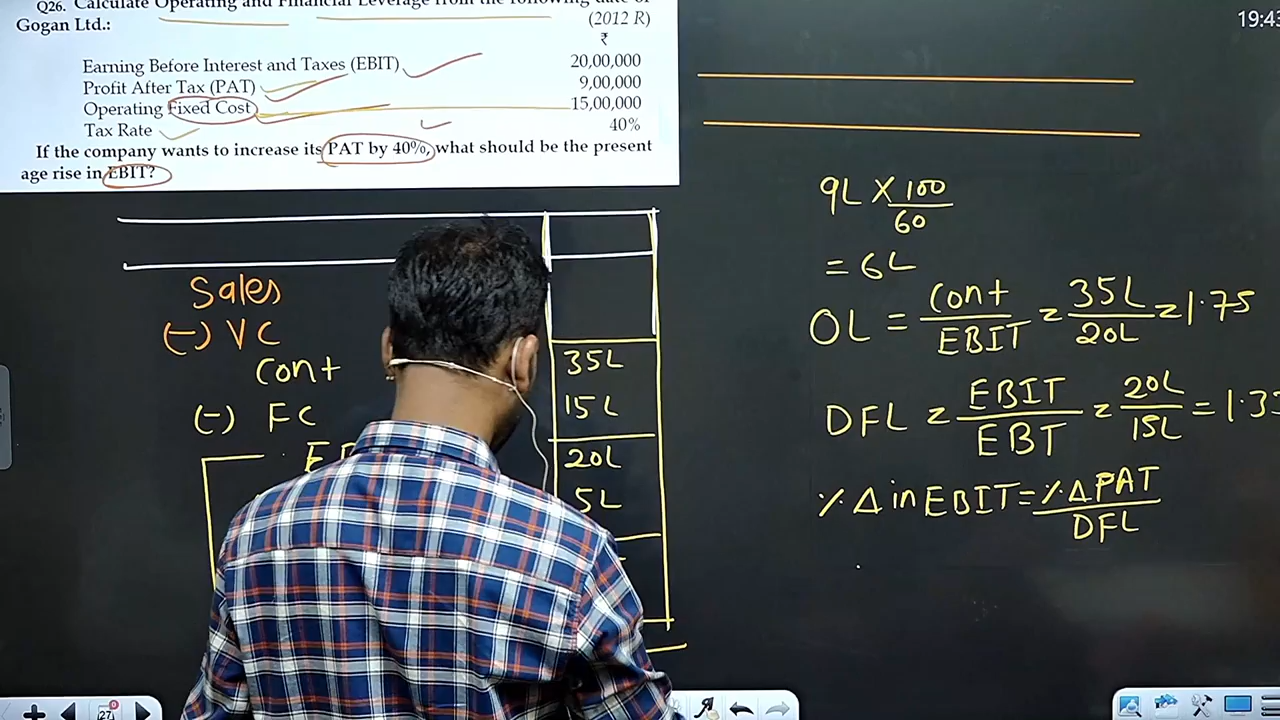 Q26. Calculate Operating and Financial Leverage from the following date of
Gogan Ltd.: (2012 R)
₹
Earning Before Interest and Taxes (EBIT) 20,00,000
Profit After Tax (PAT) 9,00,000
Operating Fixed Cost 15,00,000
Tax Rate 40%
If the company wants to increase its PAT by 40%, what should be the present
age rise in EBIT?
19:43
Sales
(-) VC
Cont 35L
(-) FC 15L
20L
5L
9L X 100/60
= 6L
OL = Cont/EBIT = 35L/20L = 1.75
DFL = EBIT/EBT = 20L/15L = 1.33
% Δ in EBIT = % Δ PAT/DFL
27